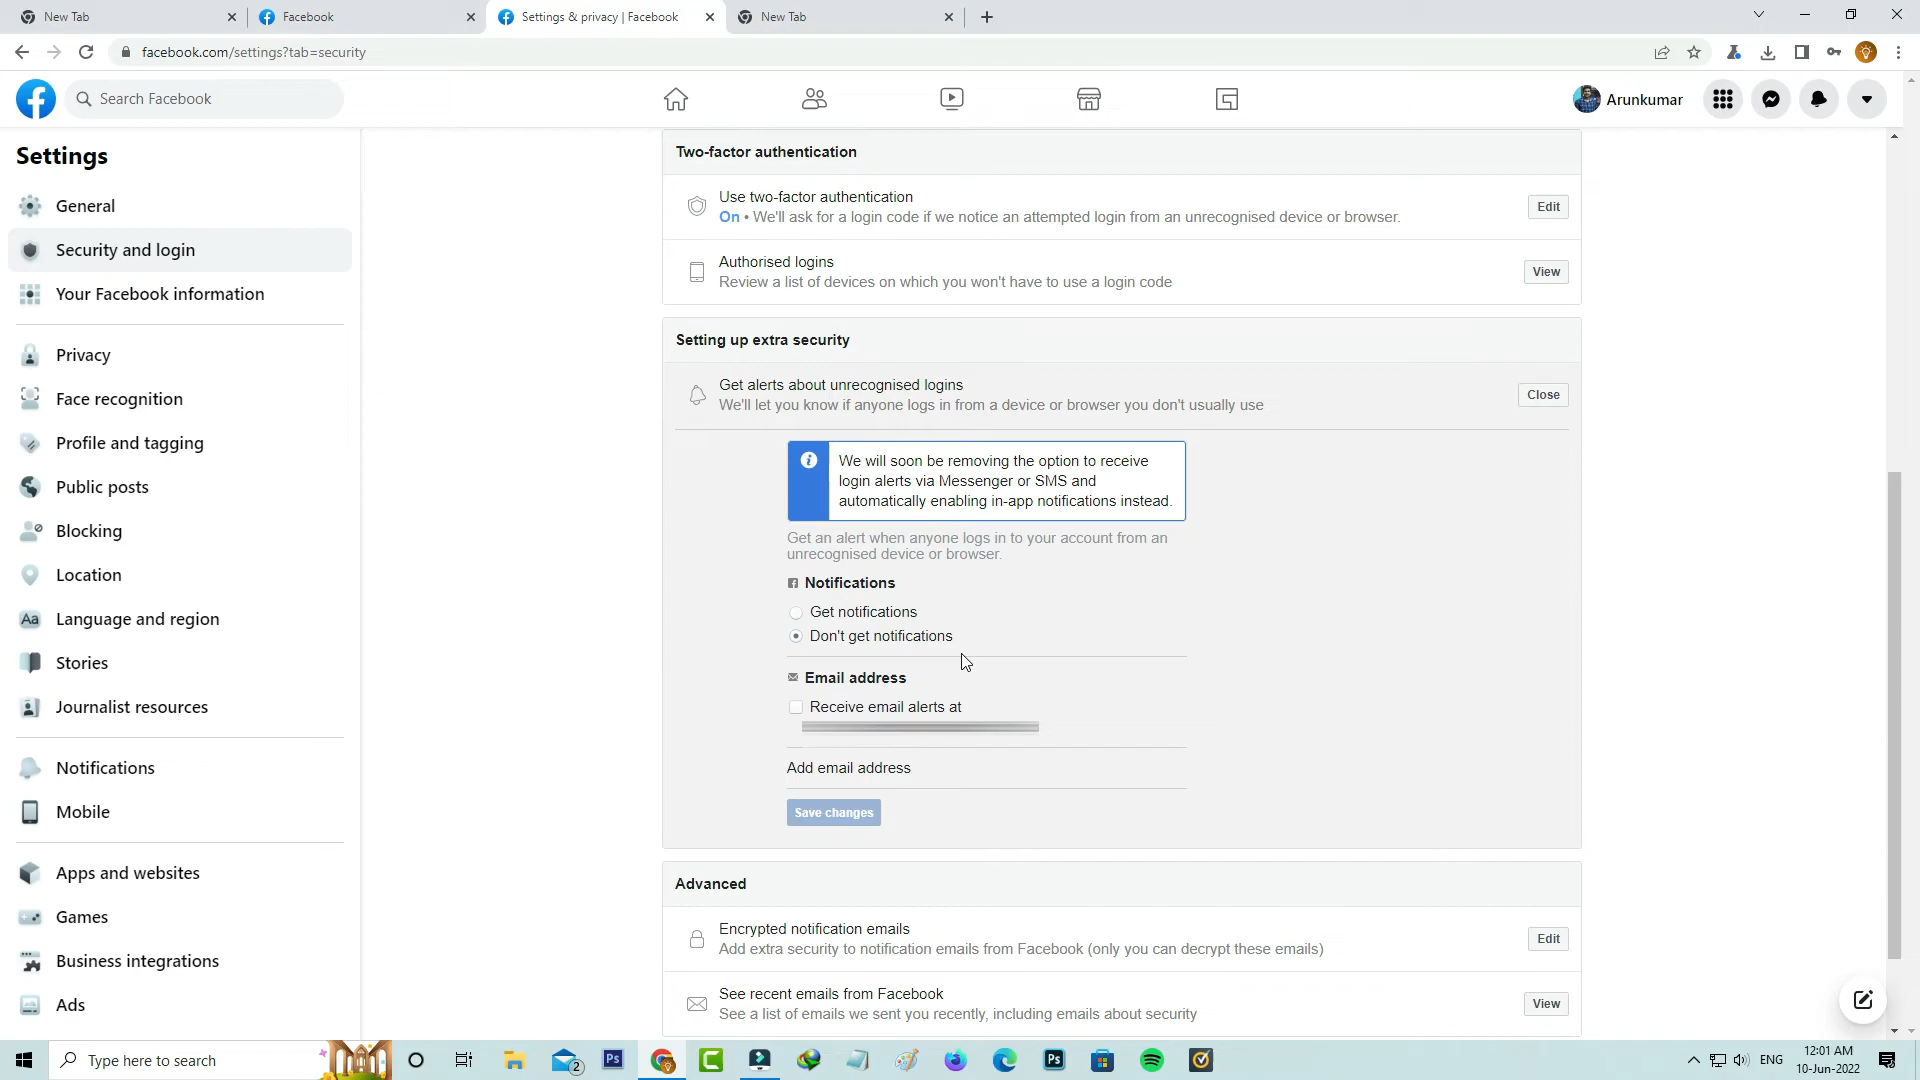 New Tab
Facebook
Settings & privacy | Facebook
New Tab
facebook.com/settings?tab=security
Search Facebook
Arunkumar
Settings
General
Security and login
Your Facebook information
Privacy
Face recognition
Profile and tagging
Public posts
Blocking
Location
Aa Language and region
Stories
Journalist resources
Notifications
Mobile
Apps and websites
Games
Business integrations
Ads
Two-factor authentication
Use two-factor authentication
On • We'll ask for a login code if we notice an attempted login from an unrecognised device or browser.
Edit
Authorised logins
Review a list of devices on which you won't have to use a login code
View
Setting up extra security
Get alerts about unrecognised logins
We'll let you know if anyone logs in from a device or browser you don't usually use
Close
We will soon be removing the option to receive
login alerts via Messenger or SMS and
automatically enabling in-app notifications instead.
Get an alert when anyone logs in to your account from an
unrecognised device or browser.
Notifications
Get notifications
Don't get notifications
Email address
Receive email alerts at
Add email address
Save changes
Advanced
Encrypted notification emails
Add extra security to notification emails from Facebook (only you can decrypt these emails)
Edit
See recent emails from Facebook
See a list of emails we sent you recently, including emails about security
View
Type here to search
2
Ps
Ps
ENG
12:01 AM
10-Jun-2022